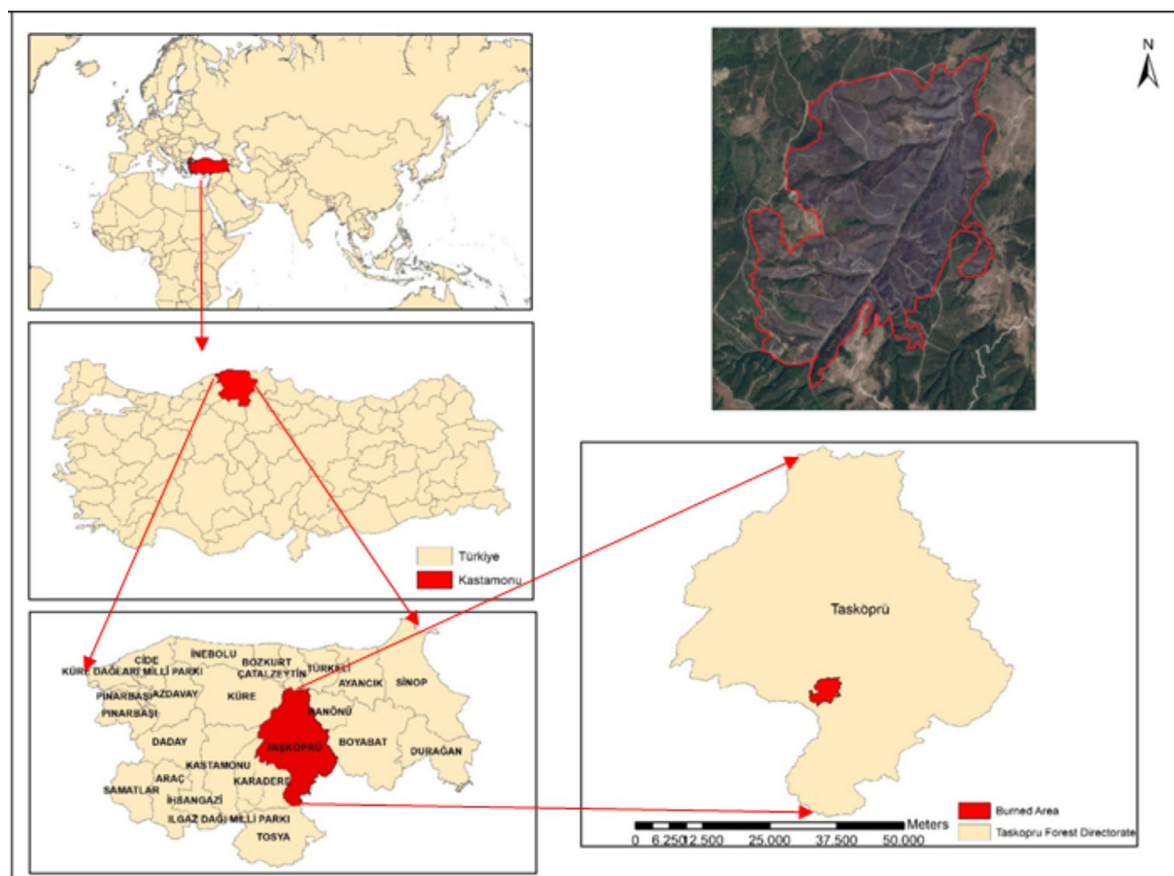 N
Türkiye
Kastamonu
CİDE
İNEBOLU
BOZKURT
TÜRKELİ
KÜRE DAĞLARI MİLLİ PARKI
ÇATALZEYTİN
AYANCIK
SİNOP
PINARBAŞI
AZDAVAY
KÜRE
PINARBAŞI
HANÖNÜ
DADAY
TAŞKÖPRÜ
BOYABAT
DURAĞAN
KASTAMONU
ARAÇ
KARADERE
SAMATLAR
İHSANGAZİ
ILGAZ DAĞI MİLLİ PARKI
TOSYA
Tasköprü
Burned Area
Taskopru Forest Directorate
Meters
0 6.250 12.500 25.000 37.500 50.000